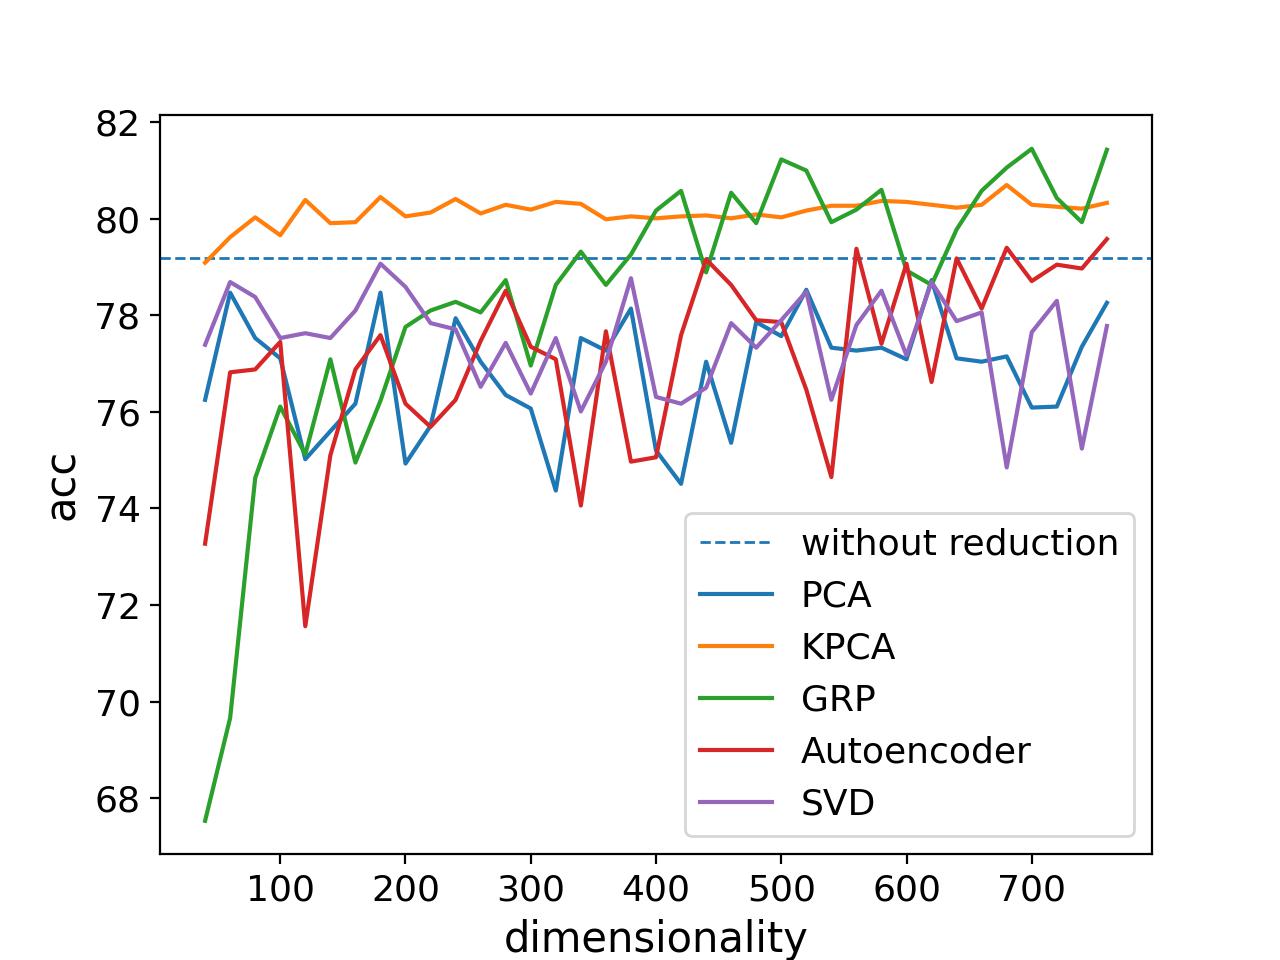 82
80
78
76
74
72
70
68
acc
without reduction
PCA
KPCA
GRP
Autoencoder
SVD
100 200 300 400 500 600 700
dimensionality